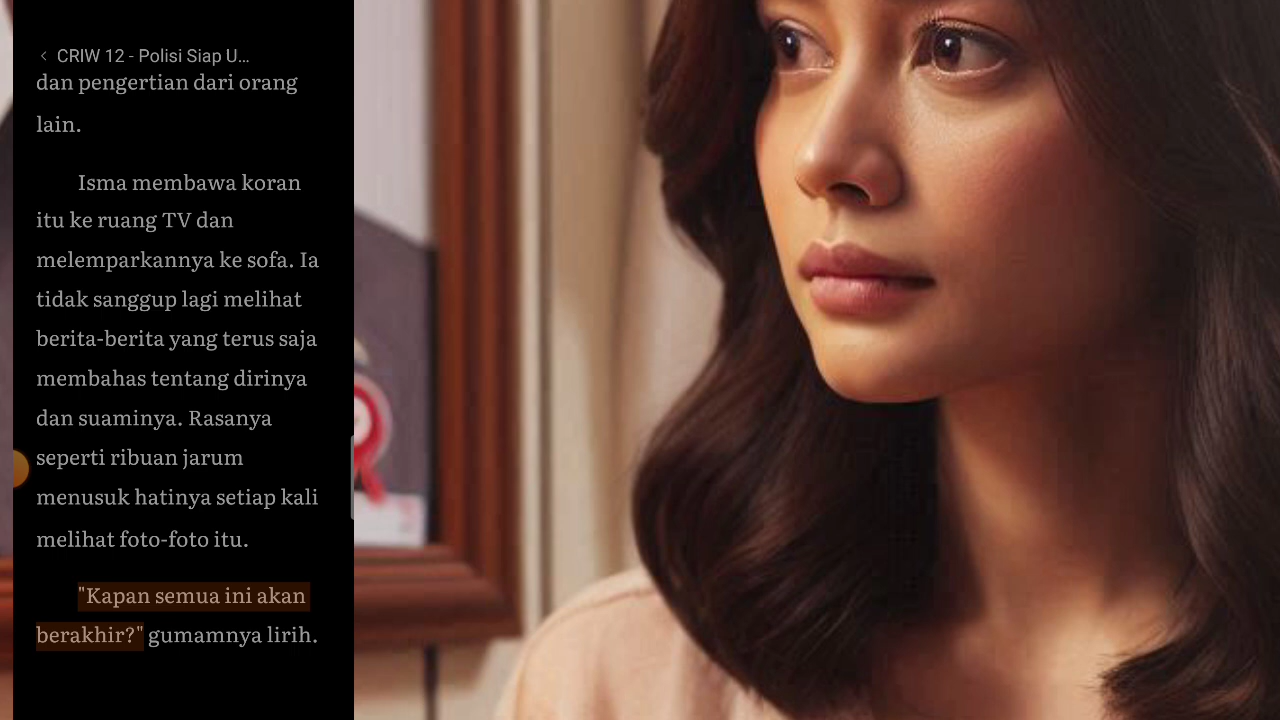 CRIW 12 - Polisi Siap U...
dan pengertian dari orang
lain.
Isma membawa koran
itu ke ruang TV dan
melemparkannya ke sofa. Ia
tidak sanggup lagi melihat
berita-berita yang terus saja
membahas tentang dirinya
dan suaminya. Rasanya
seperti ribuan jarum
menusuk hatinya setiap kali
melihat foto-foto itu.
"Kapan semua ini akan
berakhir?" gumamnya lirih.